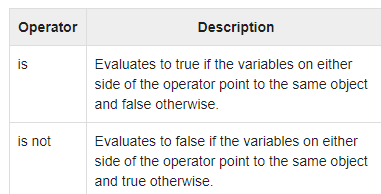 Operator Description
is Evaluates to true if the variables on either
side of the operator point to the same object
and false otherwise.
is not Evaluates to false if the variables on either
side of the operator point to the same object
and true otherwise.